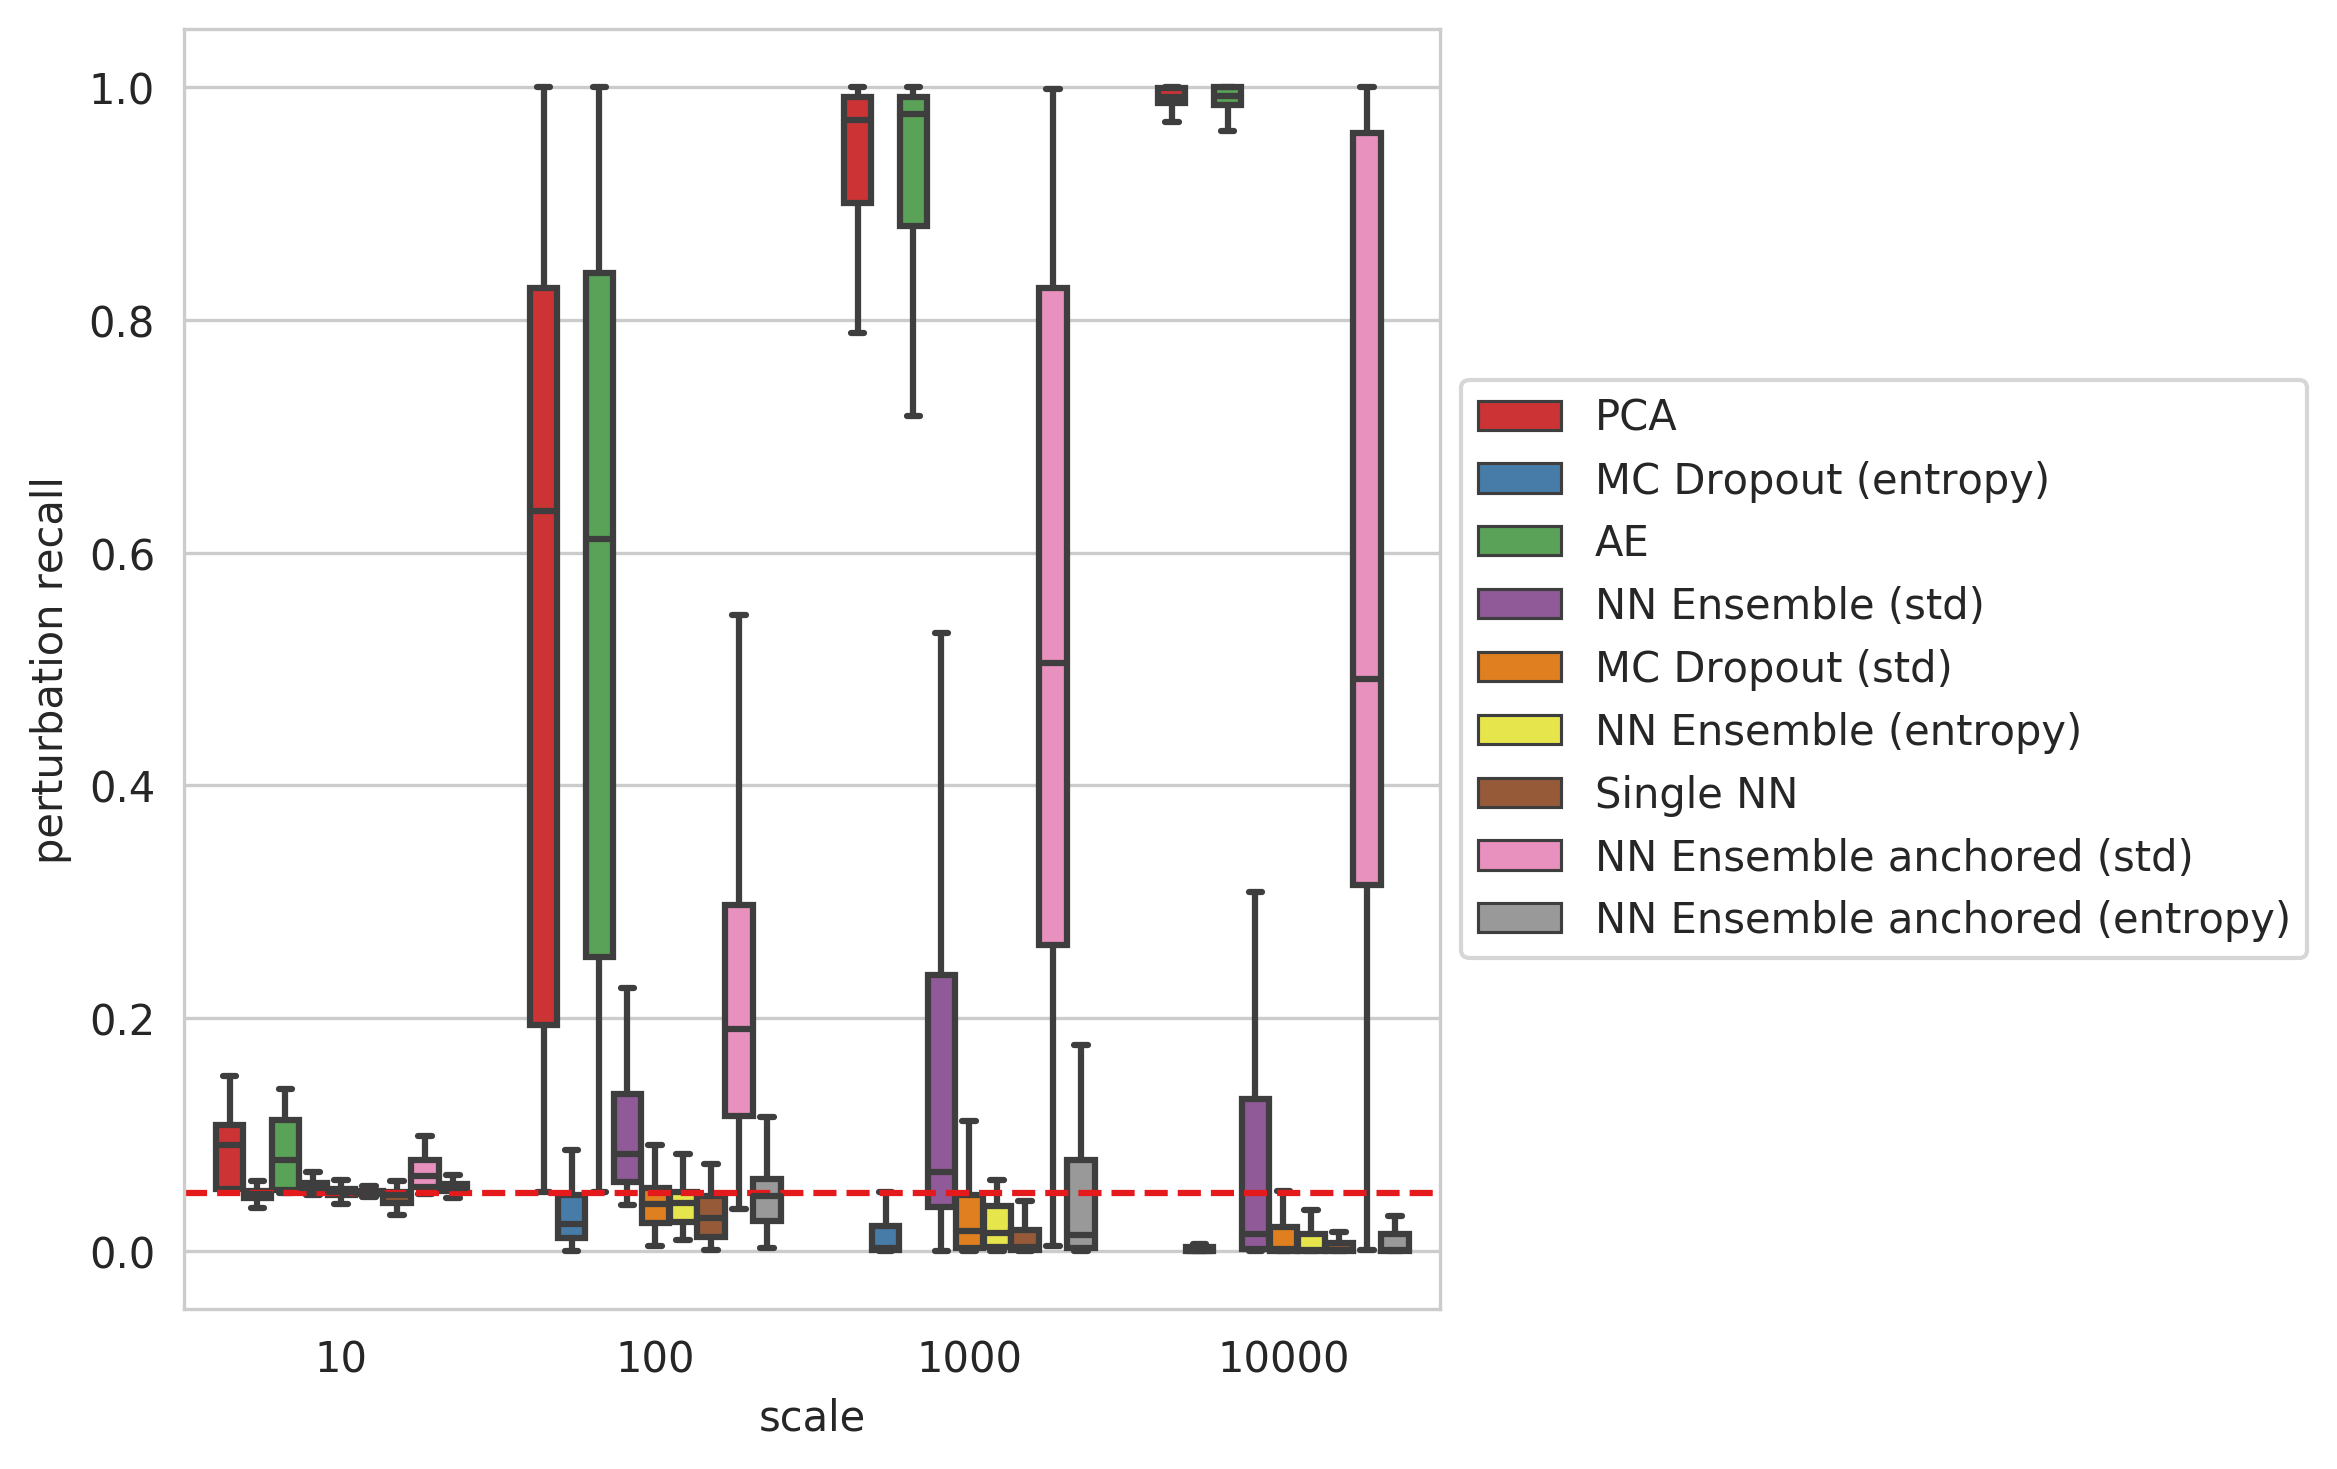 1.0
0.8
0.6
0.4
0.2
0.0
perturbation recall
10
100
1000
10000
scale
PCA
MC Dropout (entropy)
AE
NN Ensemble (std)
MC Dropout (std)
NN Ensemble (entropy)
Single NN
NN Ensemble anchored (std)
NN Ensemble anchored (entropy)